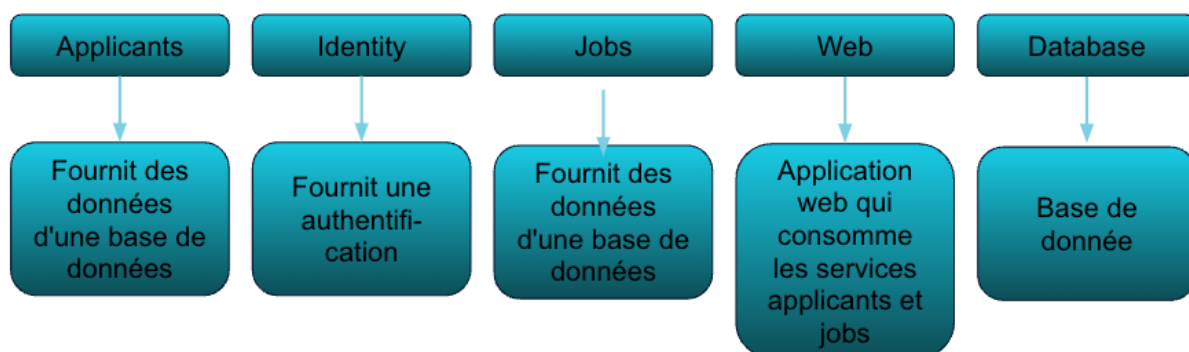 Applicants
Identity
Jobs
Web
Database
Fournit des
données
d'une base de
données
Fournit une
authentifi-
cation
Fournit des
données
d'une base de
données
Application
web qui
consomme
les services
applicants et
jobs
Base de
donnée